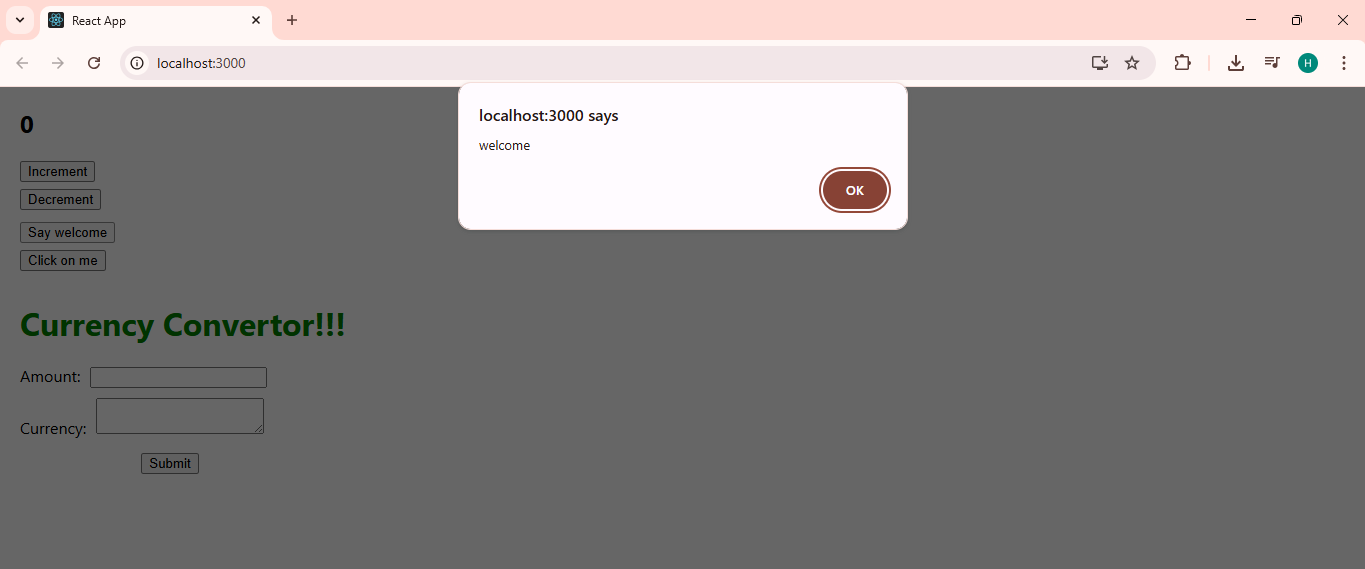 React App
localhost:3000
H
localhost:3000 says
welcome
OK
0
Increment
Decrement
Say welcome
Click on me
Currency Convertor!!!
Amount:
Currency:
Submit